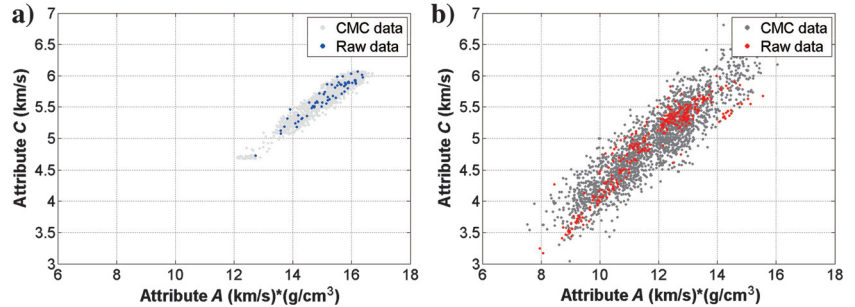 a)
7
6.5
6
5.5
5
4.5
4
3.5
3
Attribute C (km/s)
CMC data
Raw data
6 8 10 12 14 16 18
Attribute A (km/s)*(g/cm³)
b)
7
6.5
6
5.5
5
4.5
4
3.5
3
Attribute C (km/s)
CMC data
Raw data
6 8 10 12 14 16 18
Attribute A (km/s)*(g/cm³)